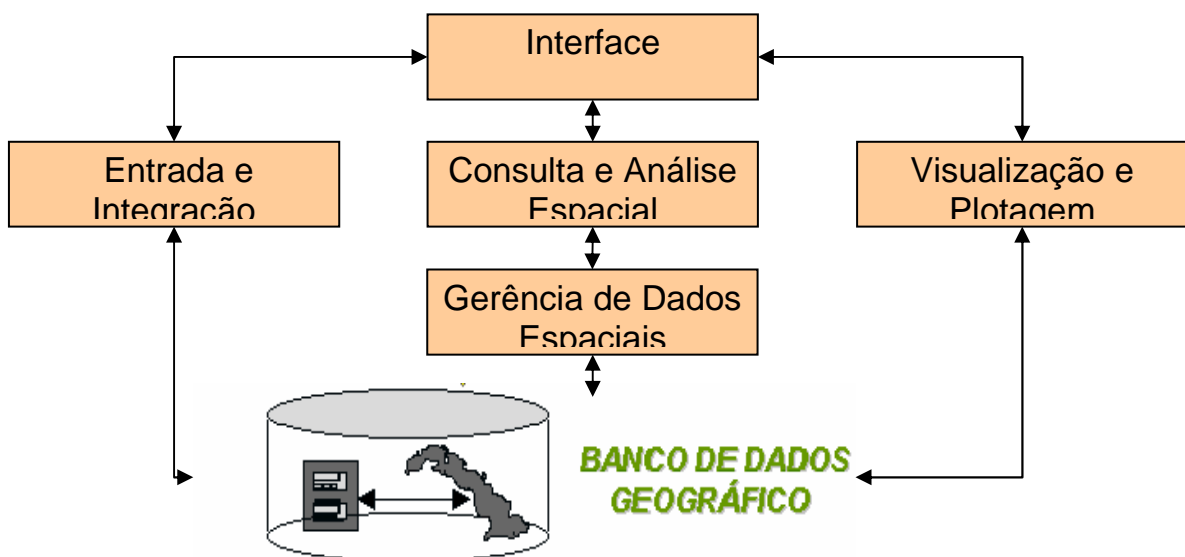 Interface
Entrada e
Integração
Consulta e Análise
Espacial
Visualização e
Plotagem
Gerência de Dados
Espaciais
BANCO DE DADOS
GEOGRÁFICO